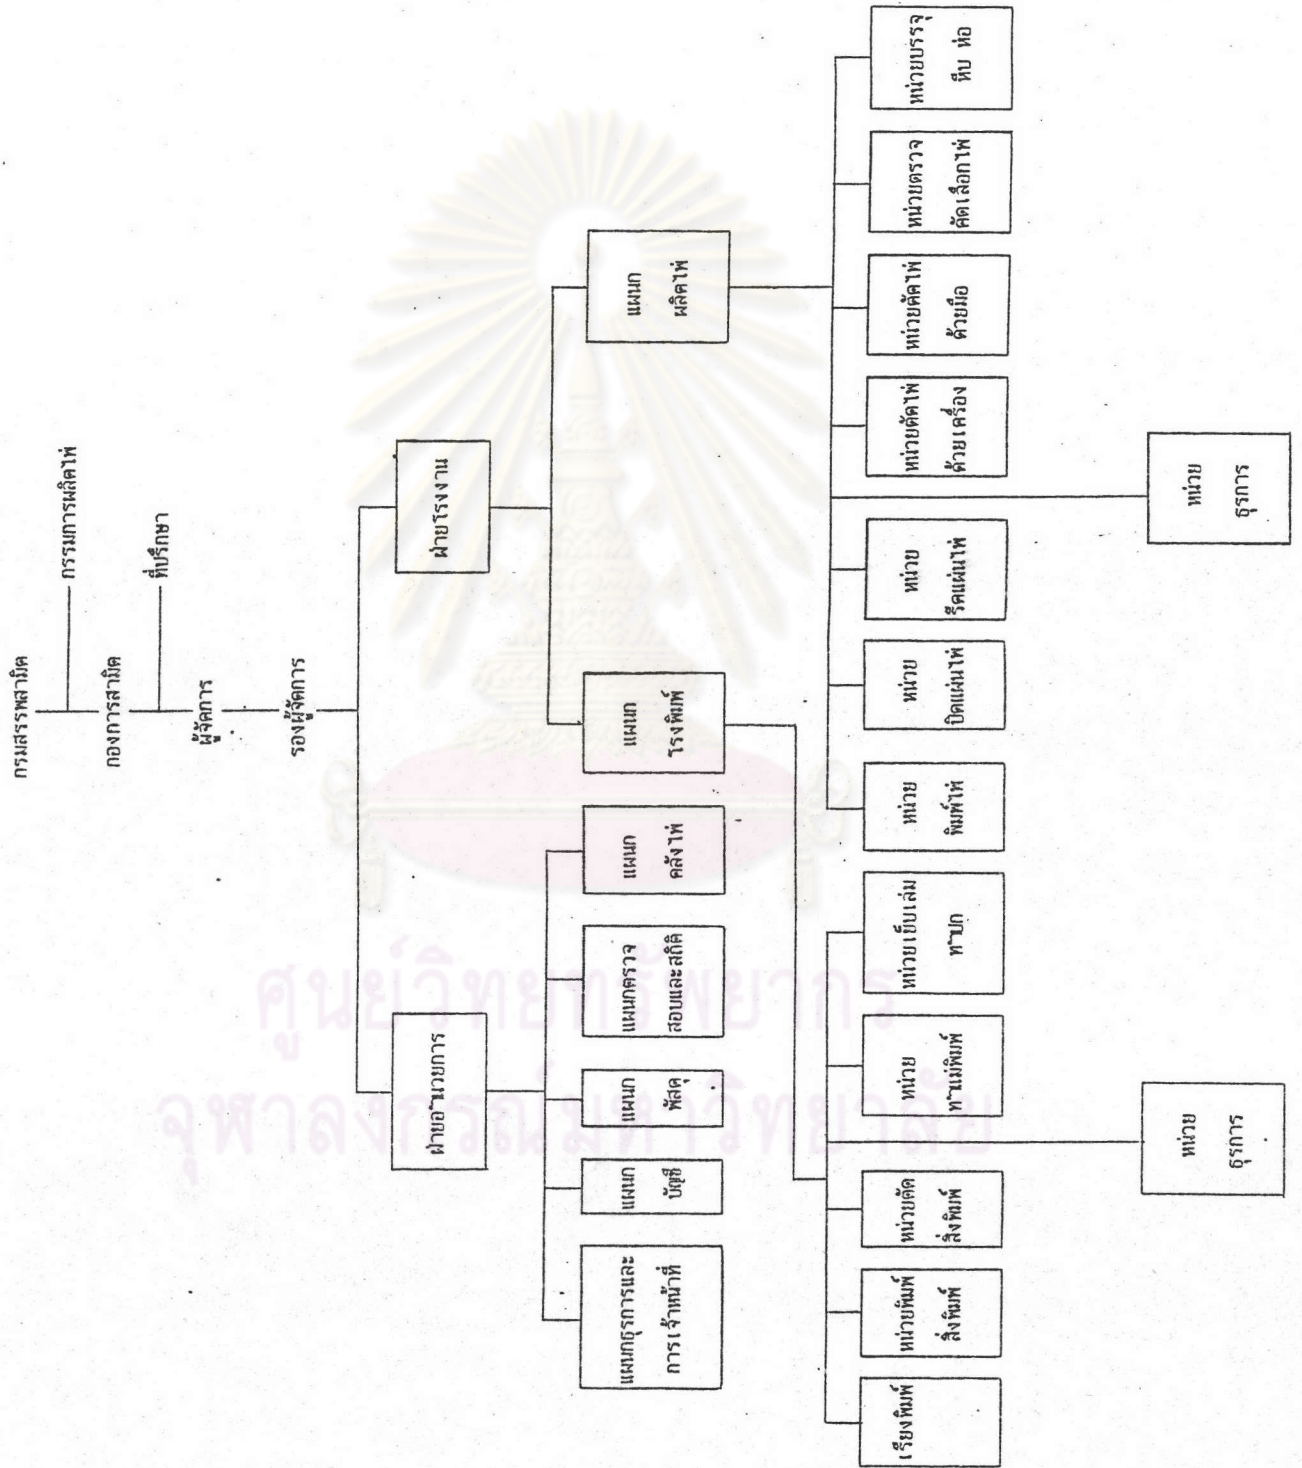 กรมสรรพสามิต
กรรมการผลิตไพ่
กองการสามิต
ที่ปรึกษา
ผู้จัดการ
รองผู้จัดการ
ฝ่ายอำนวยการ
ฝ่ายโรงงาน
แผนกธุรการและ
การเจ้าหน้าที่
แผนก
บัญชี
แผนก
พัสดุ
แผนกตรวจ
สอบและสถิติ
แผนก
คลังไพ่
แผนก
โรงพิมพ์
แผนก
ผลิตไพ่
เรียงพิมพ์
หน่วยพิมพ์
สิ่งพิมพ์
หน่วยตัด
สิ่งพิมพ์
หน่วย
ทำแม่พิมพ์
หน่วยเย็บเล่ม
ทำปก
หน่วย
พิมพ์ไพ่
หน่วย
ปิดแผ่นไพ่
หน่วย
รีดแผ่นไพ่
หน่วยตัดไพ่
ด้วยเครื่อง
หน่วยตัดไพ่
ด้วยมือ
หน่วยตรวจ
คัดเลือกไพ่
หน่วยบรรจุ
หีบ ห่อ
หน่วย
ธุรการ
หน่วย
ธุรการ
ศูนย์วิทยทรัพยากร
จุฬาลงกรณ์มหาวิทยาลัย